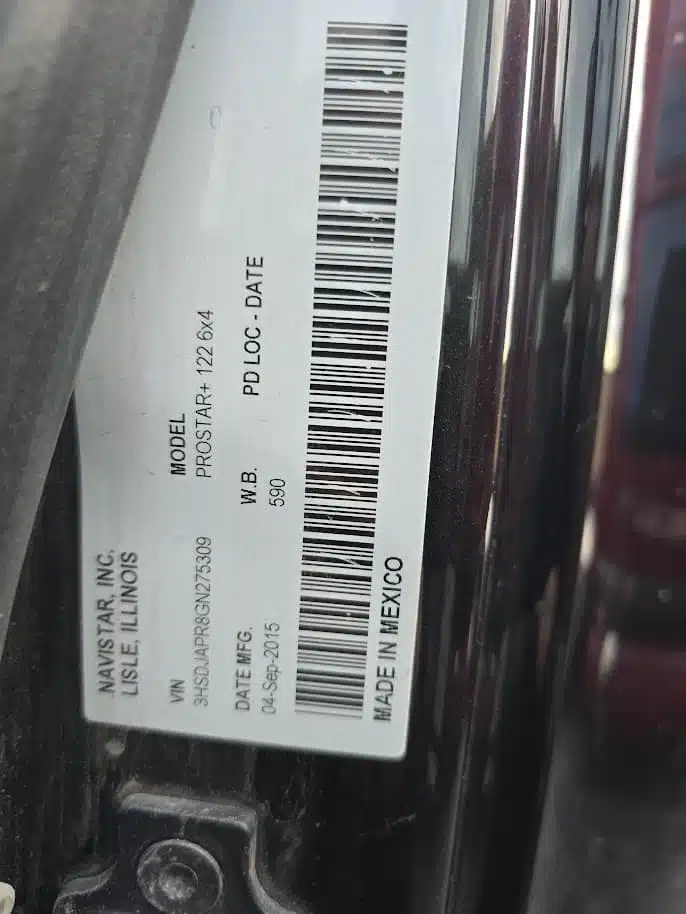 NAVISTAR, INC.
LISLE, ILLINOIS
VIN MODEL
3HSDJAPR8GN275309 PROSTAR+ 122 6x4
DATE MFG. W.B. PD LOC - DATE
04-Sep-2015 590
MADE IN MEXICO